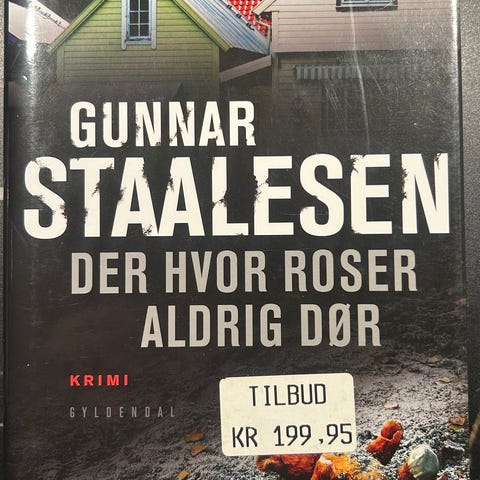 GUNNAR
STAALESEN
DER HVOR ROSER
ALDRIG DØR
KRIMI
GYLDENDAL
TILBUD
KR 199,95